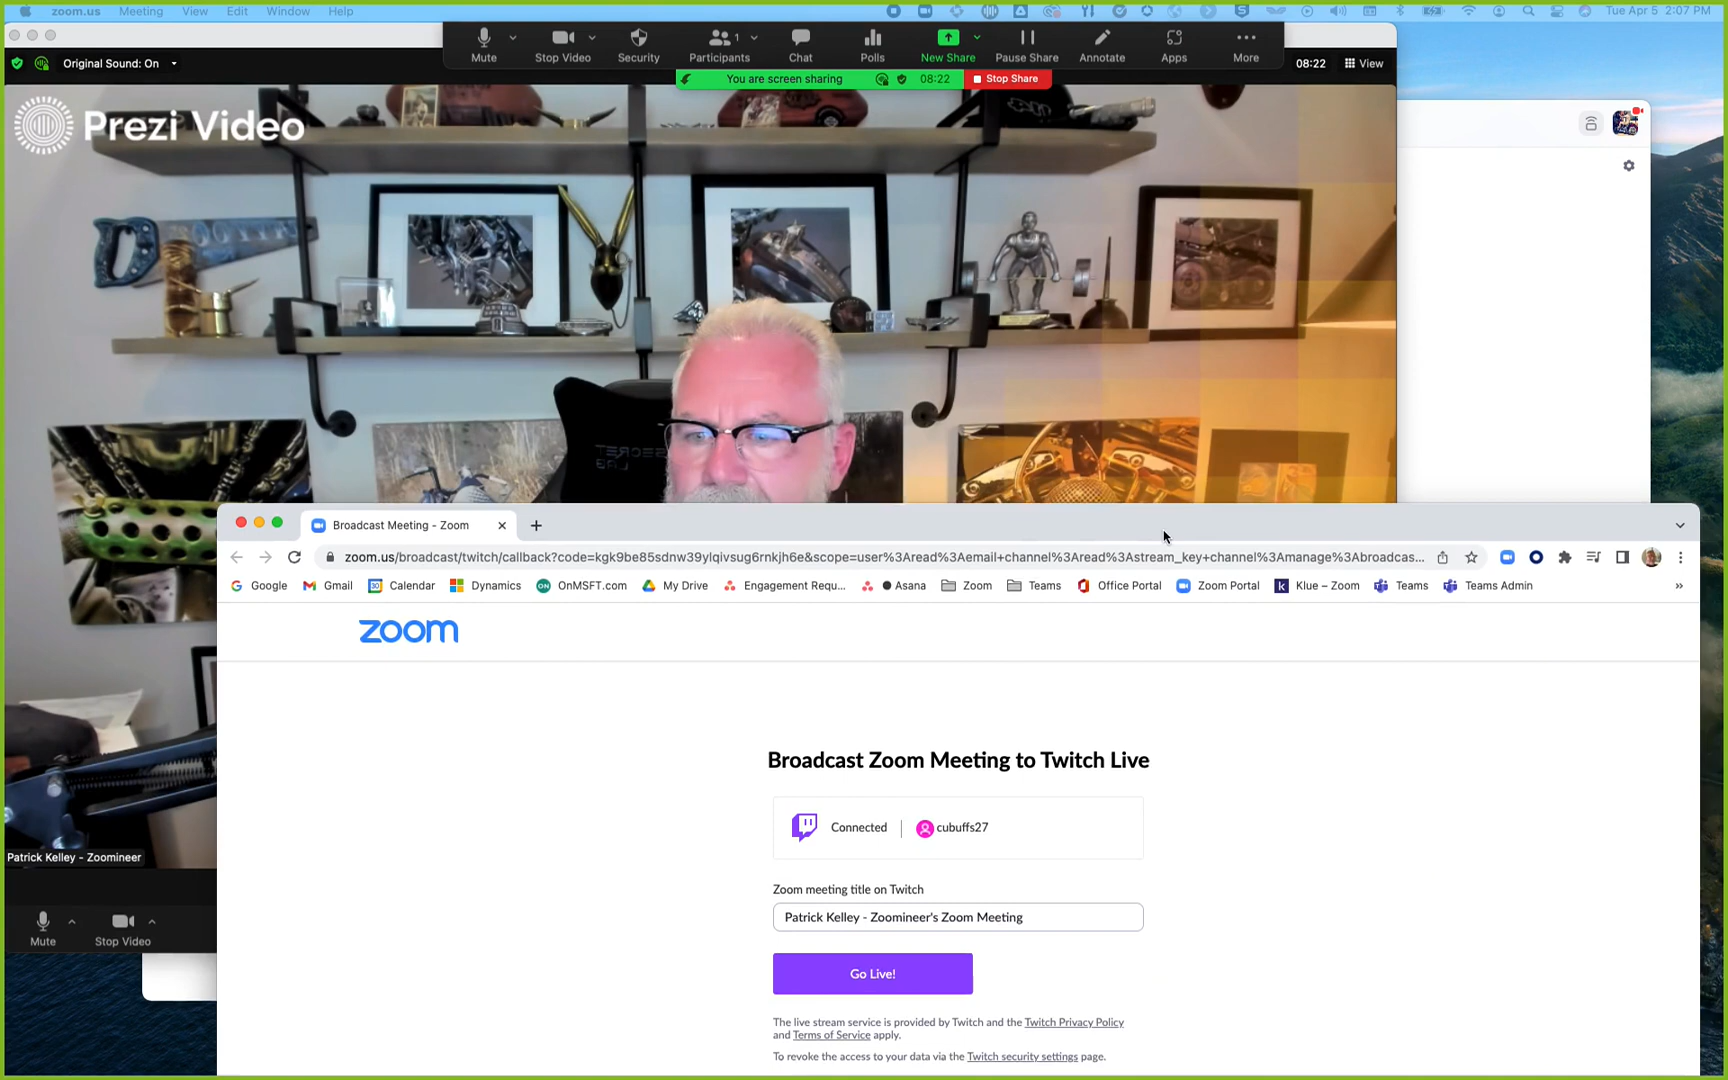 zoom.us Meeting View Edit Window Help
Tue Apr 5 2:07 PM
Mute
Stop Video
Security
1
Participants
Chat
Polls
New Share
Pause Share
Annotate
Apps
More
Original Sound: On
08:22
View
You are screen sharing
08:22
Stop Share
Prezi Video
SECRET
LAB
Broadcast Meeting - Zoom
zoom.us/broadcast/twitch/callback?code=kgk9be85sdnw39ylqivsug6rnkjh6e&scope=user%3Aread%3Aemail+channel%3Aread%3Astream_key+channel%3Amanage%3Abroadcas...
Google
Gmail
Calendar
Dynamics
OnMSFT.com
My Drive
Engagement Requ...
Asana
Zoom
Teams
Office Portal
Zoom Portal
Klue – Zoom
Teams
Teams Admin
»
zoom
Broadcast Zoom Meeting to Twitch Live
Connected
cubuffs27
Zoom meeting title on Twitch
Patrick Kelley - Zoomineer's Zoom Meeting
Go Live!
The live stream service is provided by Twitch and the Twitch Privacy Policy
and Terms of Service apply.
To revoke the access to your data via the Twitch security settings page.
Patrick Kelley - Zoomineer
Mute
Stop Video